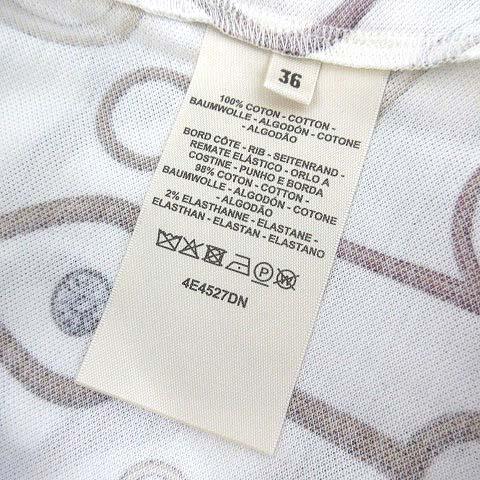 36
100% COTON - COTTON -
BAUMWOLLE - ALGODÓN - COTONE
- ALGODÃO
BORD CÔTE - RIB - SEITENRAND -
REMATE ELÁSTICO - ORLO A
COSTINE - PUNHO E BORDA
98% COTON - COTTON -
BAUMWOLLE - ALGODÓN - COTONE
- ALGODÃO
2% ELASTHANNE - ELASTANE -
ELASTHAN - ELASTAN - ELASTANO
P W
4E4527DN